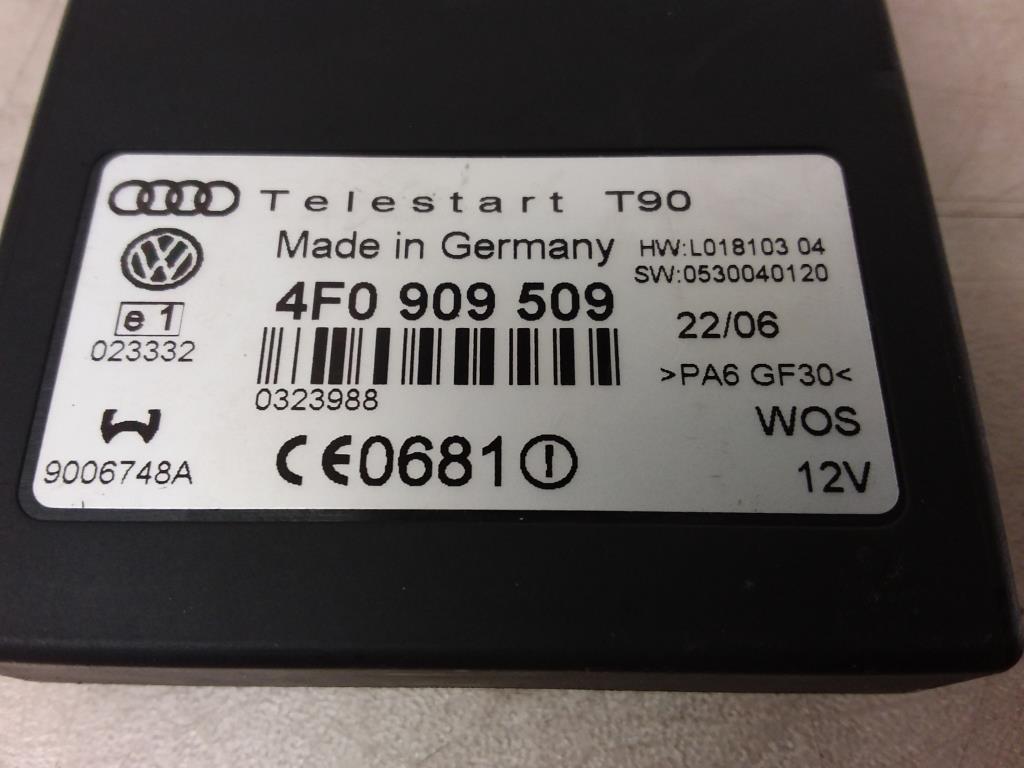 Telestart T90
Made in Germany
HW:L018103 04
SW:0530040120
4F0 909 509
22/06
e 1
023332
>PA6 GF30<
0323988
WOS
9006748A
CE0681
12V